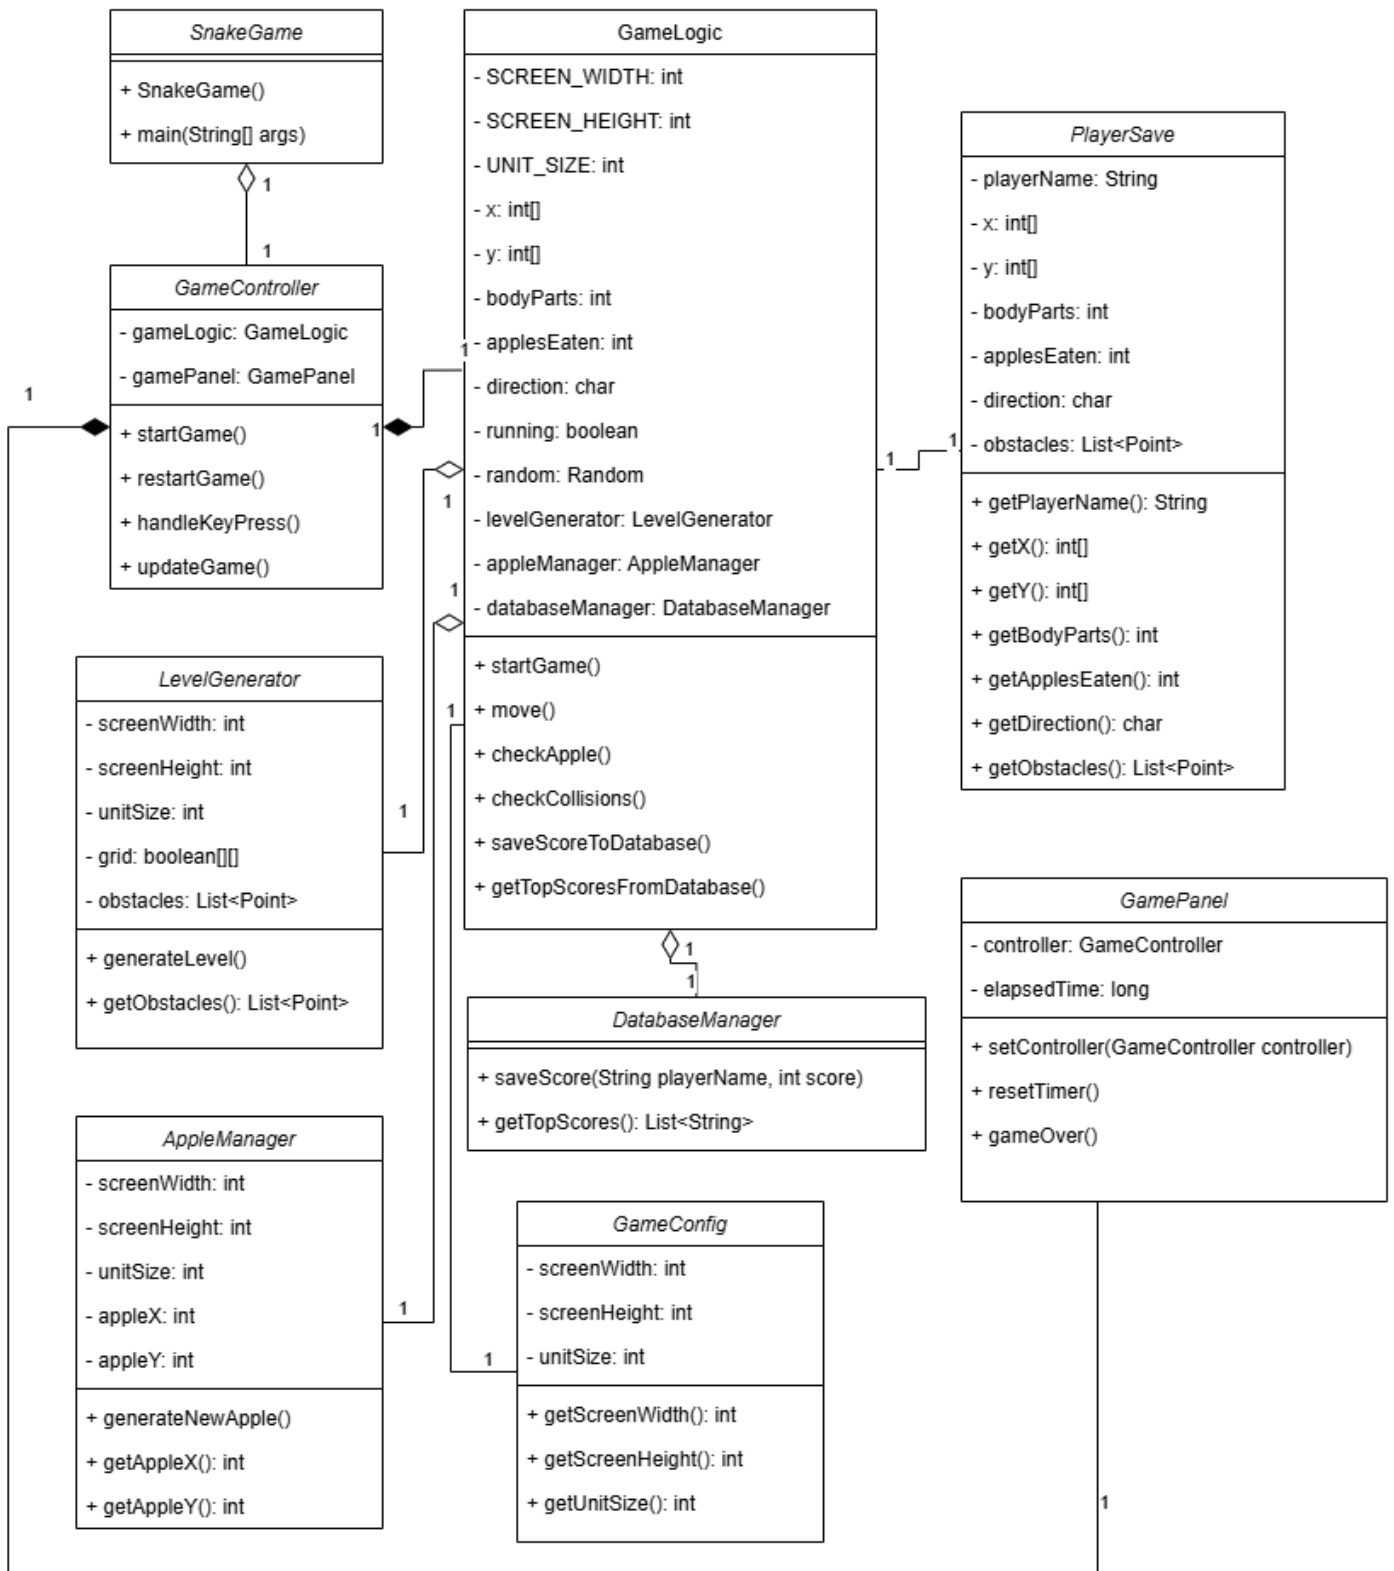 SnakeGame
+ SnakeGame()
+ main(String[] args)
1
1
GameController
- gameLogic: GameLogic
- gamePanel: GamePanel
+ startGame()
+ restartGame()
+ handleKeyPress()
+ updateGame()
1
1
1
GameLogic
- SCREEN_WIDTH: int
- SCREEN_HEIGHT: int
- UNIT_SIZE: int
- x: int[]
- y: int[]
- bodyParts: int
- applesEaten: int
- direction: char
- running: boolean
- random: Random
- levelGenerator: LevelGenerator
- appleManager: AppleManager
- databaseManager: DatabaseManager
+ startGame()
+ move()
+ checkApple()
+ checkCollisions()
+ saveScoreToDatabase()
+ getTopScoresFromDatabase()
1
1
1
1
1
PlayerSave
- playerName: String
- x: int[]
- y: int[]
- bodyParts: int
- applesEaten: int
- direction: char
- obstacles: List<Point>
+ getPlayerName(): String
+ getX(): int[]
+ getY(): int[]
+ getBodyParts(): int
+ getApplesEaten(): int
+ getDirection(): char
+ getObstacles(): List<Point>
LevelGenerator
- screenWidth: int
- screenHeight: int
- unitSize: int
- grid: boolean[][]
- obstacles: List<Point>
+ generateLevel()
+ getObstacles(): List<Point>
1
1
1
DatabaseManager
+ saveScore(String playerName, int score)
+ getTopScores(): List<String>
GamePanel
- controller: GameController
- elapsedTime: long
+ setController(GameController controller)
+ resetTimer()
+ gameOver()
1
AppleManager
- screenWidth: int
- screenHeight: int
- unitSize: int
- appleX: int
- appleY: int
+ generateNewApple()
+ getAppleX(): int
+ getAppleY(): int
1
1
GameConfig
- screenWidth: int
- screenHeight: int
- unitSize: int
+ getScreenWidth(): int
+ getScreenHeight(): int
+ getUnitSize(): int